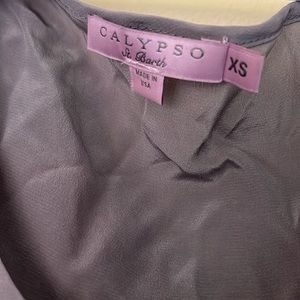 CALYPSO
St. Barth
XS
MADE IN
USA